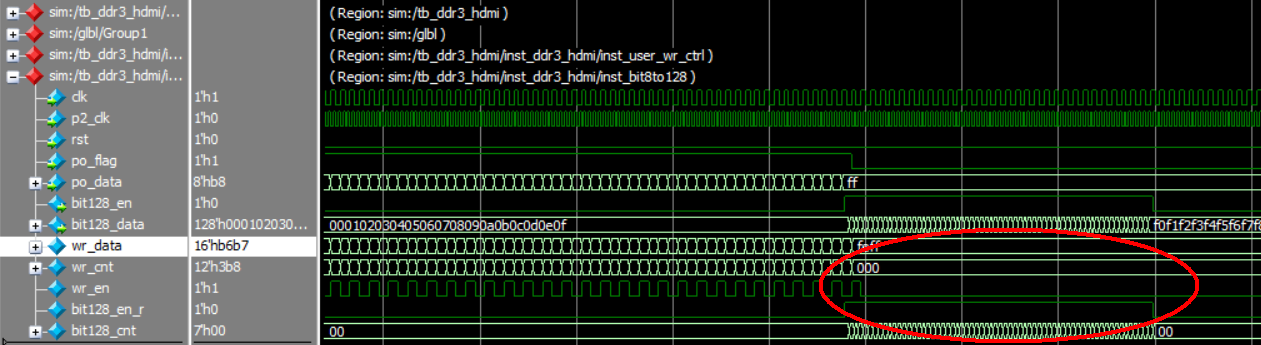 sim:/tb_ddr3_hdmi/... ( Region: sim:/tb_ddr3_hdmi )
sim:/glbl/Group1 ( Region: sim:/glbl )
sim:/tb_ddr3_hdmi/i... ( Region: sim:/tb_ddr3_hdmi/inst_ddr3_hdmi/inst_user_wr_ctrl )
sim:/tb_ddr3_hdmi/i... ( Region: sim:/tb_ddr3_hdmi/inst_ddr3_hdmi/inst_bit8to128 )
clk 1'h1
p2_clk 1'h0
rst 1'h0
po_flag 1'h1
po_data 8'hb8 ff
bit128_en 1'h0
bit128_data 128'h000102030... 000102030405060708090a0b0c0d0e0f f0f1f2f3f4f5f6f7f8
wr_data 16'hb6b7 feff
wr_cnt 12'h3b8 000
wr_en 1'h1
bit128_en_r 1'h0
bit128_cnt 7'h00 00 00